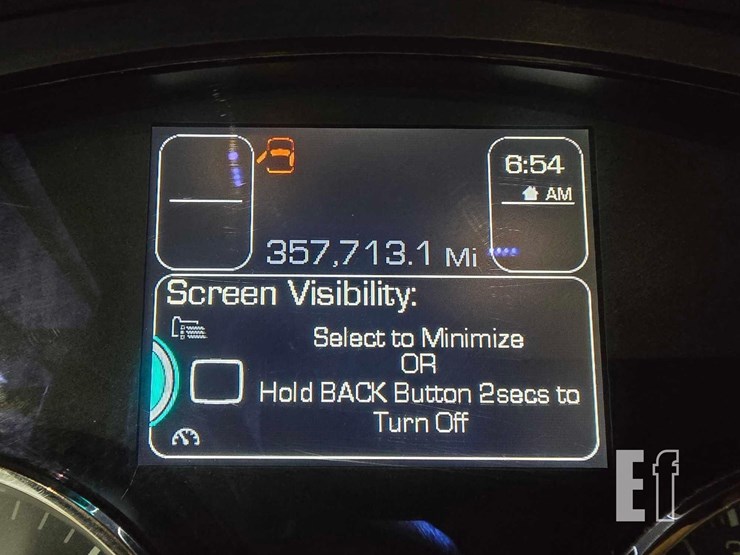 6:54
AM
357,713.1 Mi
Screen Visibility:
Select to Minimize
OR
Hold BACK Button 2secs to
Turn Off
Ef